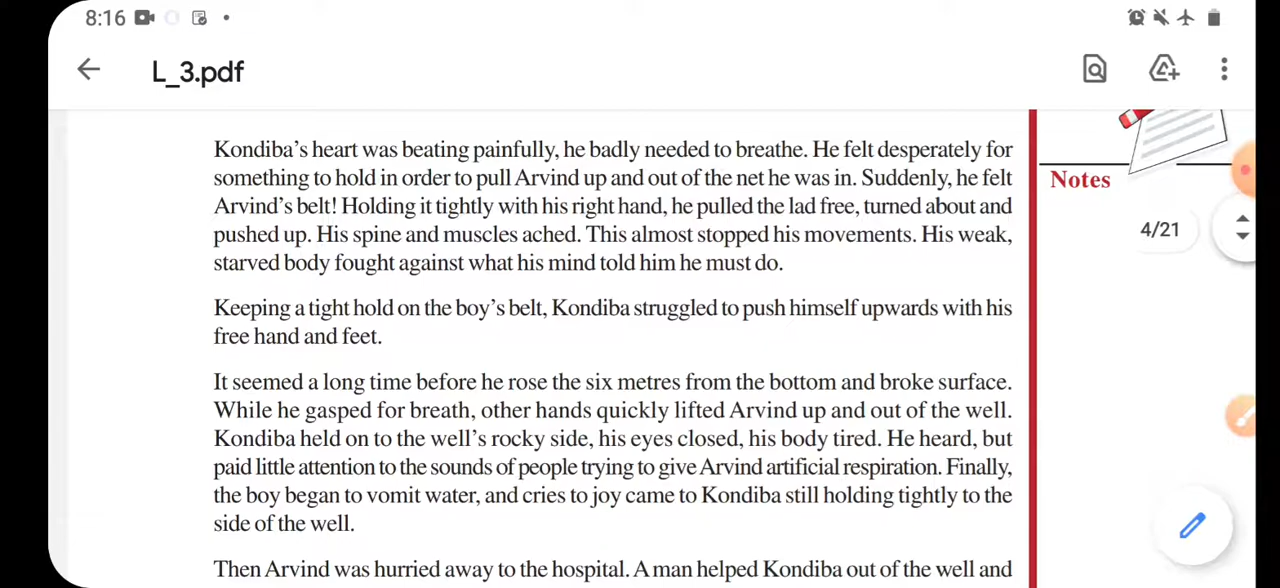 8:16
L_3.pdf
Kondiba's heart was beating painfully, he badly needed to breathe. He felt desperately for
something to hold in order to pull Arvind up and out of the net he was in. Suddenly, he felt
Arvind's belt! Holding it tightly with his right hand, he pulled the lad free, turned about and
pushed up. His spine and muscles ached. This almost stopped his movements. His weak,
starved body fought against what his mind told him he must do.
Keeping a tight hold on the boy's belt, Kondiba struggled to push himself upwards with his
free hand and feet.
It seemed a long time before he rose the six metres from the bottom and broke surface.
While he gasped for breath, other hands quickly lifted Arvind up and out of the well.
Kondiba held on to the well's rocky side, his eyes closed, his body tired. He heard, but
paid little attention to the sounds of people trying to give Arvind artificial respiration. Finally,
the boy began to vomit water, and cries to joy came to Kondiba still holding tightly to the
side of the well.
Then Arvind was hurried away to the hospital. A man helped Kondiba out of the well and
Notes
4/21